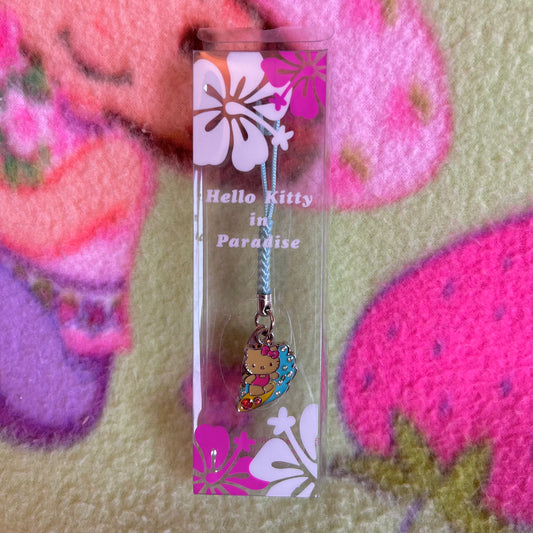 Hello Kitty
in
Paradise